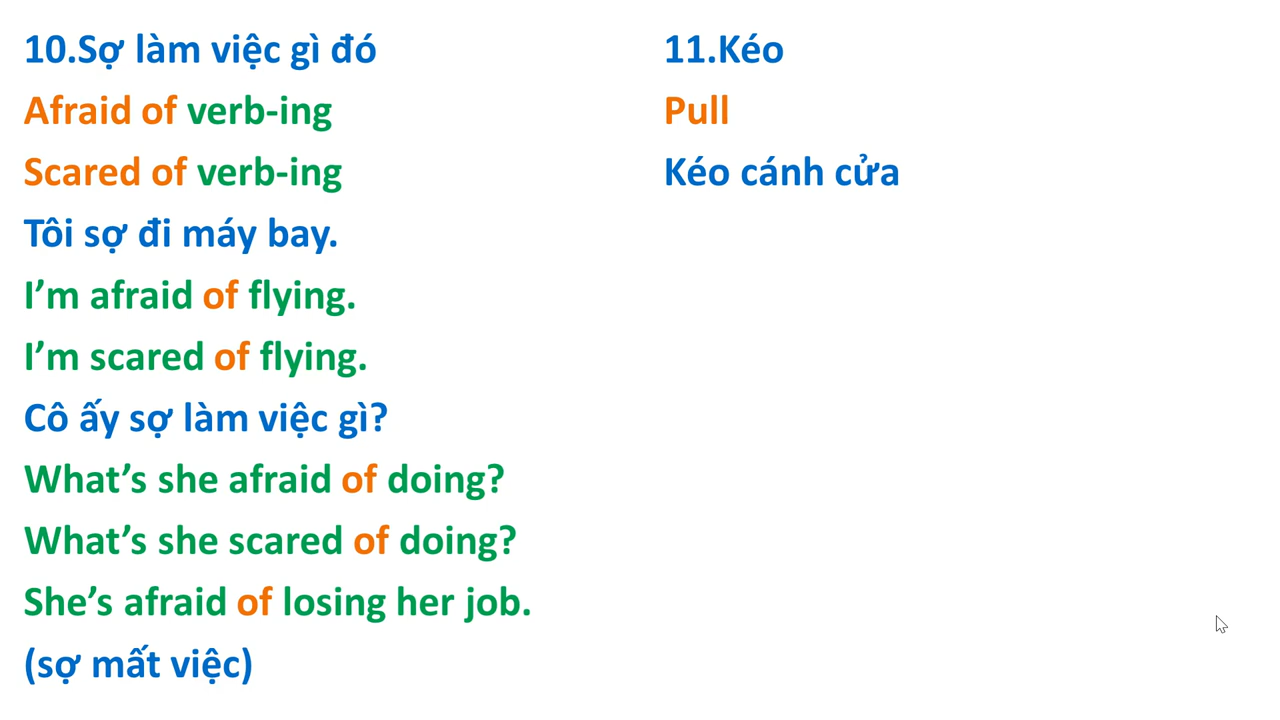 10.Sợ làm việc gì đó
Afraid of verb-ing
Scared of verb-ing
Tôi sợ đi máy bay.
I’m afraid of flying.
I’m scared of flying.
Cô ấy sợ làm việc gì?
What’s she afraid of doing?
What’s she scared of doing?
She’s afraid of losing her job.
(sợ mất việc)
11.Kéo
Pull
Kéo cánh cửa